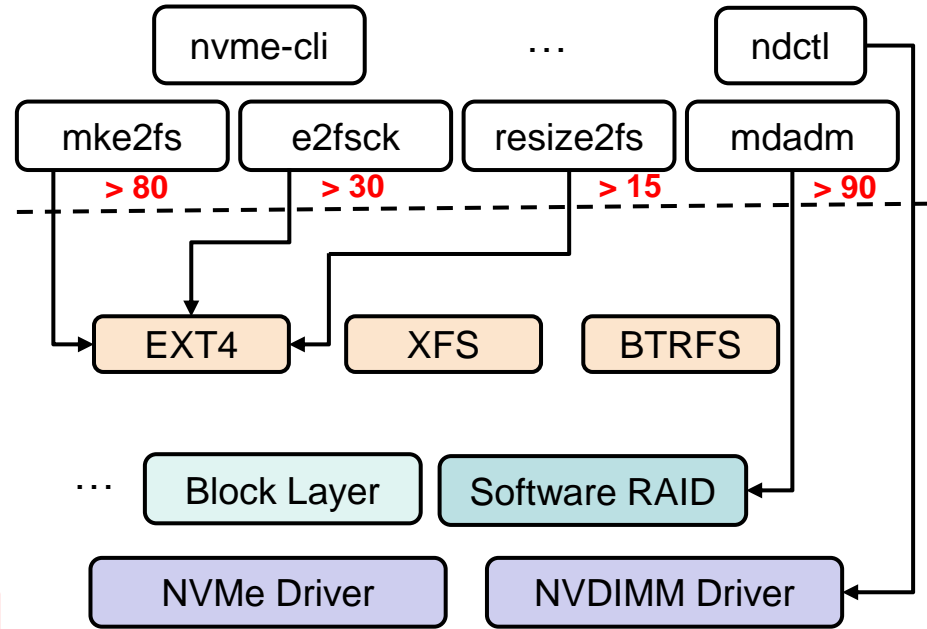 nvme-cli ... ndctl
mke2fs e2fsck resize2fs mdadm
> 80 > 30 > 15 > 90
EXT4 XFS BTRFS
... Block Layer Software RAID
NVMe Driver NVDIMM Driver